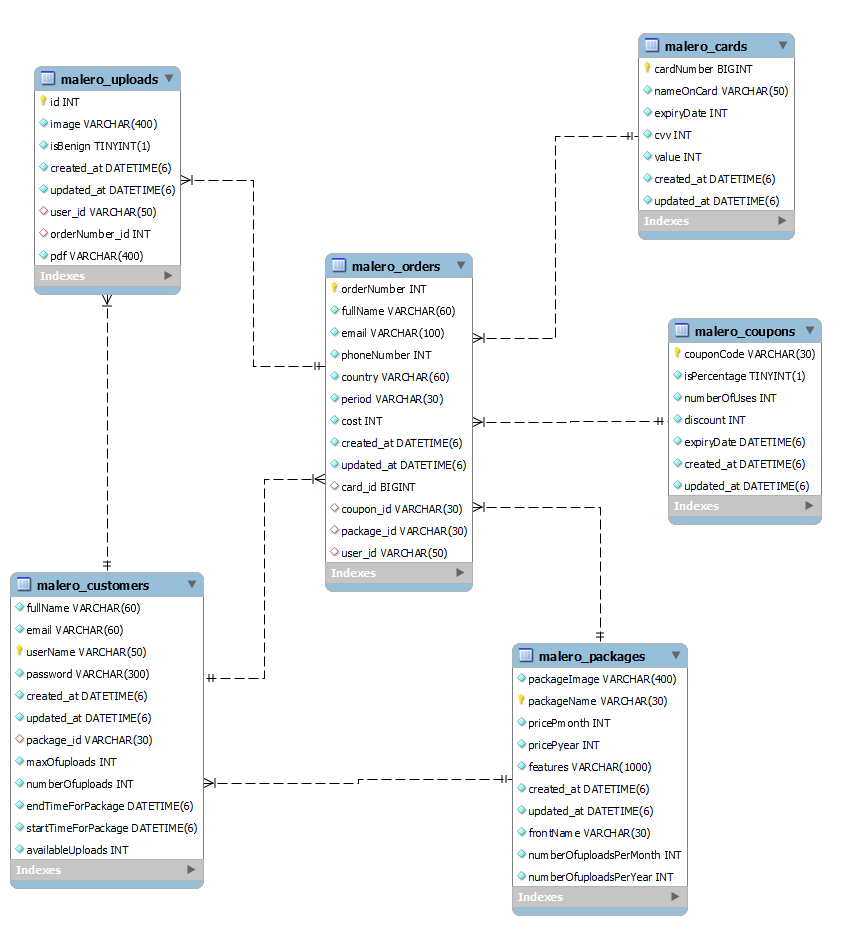 malero_uploads
id INT
image VARCHAR(400)
isBenign TINYINT(1)
created_at DATETIME(6)
updated_at DATETIME(6)
user_id VARCHAR(50)
orderNumber_id INT
pdf VARCHAR(400)
Indexes
malero_cards
cardNumber BIGINT
nameOnCard VARCHAR(50)
expiryDate INT
cvv INT
value INT
created_at DATETIME(6)
updated_at DATETIME(6)
Indexes
malero_orders
orderNumber INT
fullName VARCHAR(60)
email VARCHAR(100)
phoneNumber INT
country VARCHAR(60)
period VARCHAR(30)
cost INT
created_at DATETIME(6)
updated_at DATETIME(6)
card_id BIGINT
coupon_id VARCHAR(30)
package_id VARCHAR(30)
user_id VARCHAR(50)
Indexes
malero_coupons
couponCode VARCHAR(30)
isPercentage TINYINT(1)
numberOfUses INT
discount INT
expiryDate DATETIME(6)
created_at DATETIME(6)
updated_at DATETIME(6)
Indexes
malero_customers
fullName VARCHAR(60)
email VARCHAR(60)
userName VARCHAR(50)
password VARCHAR(300)
created_at DATETIME(6)
updated_at DATETIME(6)
package_id VARCHAR(30)
maxOfuploads INT
numberOfuploads INT
endTimeForPackage DATETIME(6)
startTimeForPackage DATETIME(6)
availableUploads INT
Indexes
malero_packages
packageImage VARCHAR(400)
packageName VARCHAR(30)
pricePmonth INT
pricePyear INT
features VARCHAR(1000)
created_at DATETIME(6)
updated_at DATETIME(6)
frontName VARCHAR(30)
numberOfuploadsPerMonth INT
numberOfuploadsPerYear INT
Indexes